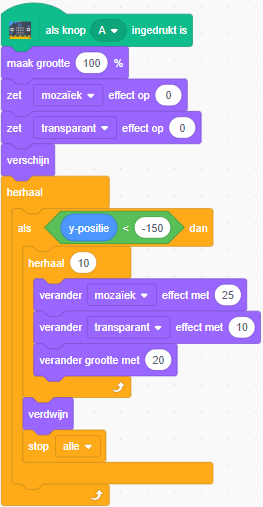 als knop A ingedrukt is
maak grootte 100 %
zet mozaïek effect op 0
zet transparant effect op 0
verschijn
herhaal
als y-positie < -150 dan
herhaal 10
verander mozaïek effect met 25
verander transparant effect met 10
verander grootte met 20
verdwijn
stop alle